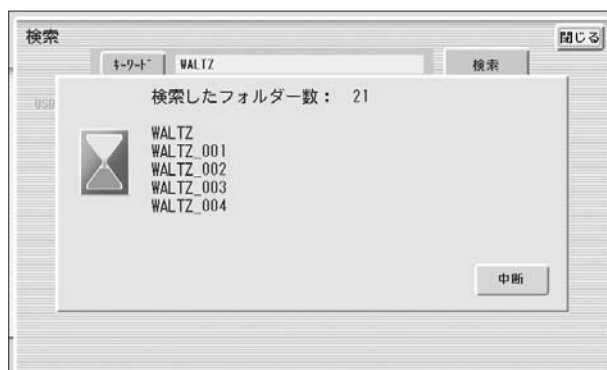 検索
閉じる
ｷｰﾜｰﾄﾞ WALTZ 検索
USB
検索したフォルダー数： 21
WALTZ
WALTZ_001
WALTZ_002
WALTZ_003
WALTZ_004
中断